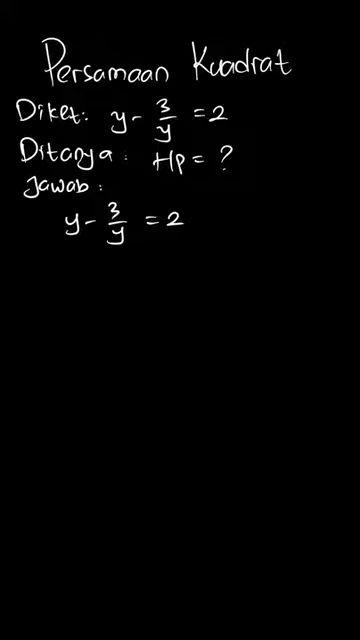 Persamaan Kuadrat
Diket: y - 3/y = 2
Ditanya: Hp = ?
Jawab:
y - 3/y = 2